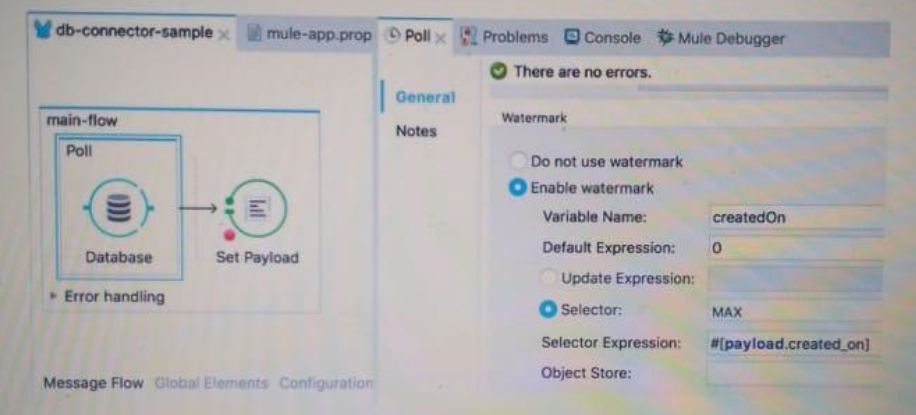 db-connector-sample
mule-app.prop
Poll
Problems
Console
Mule Debugger
There are no errors.
main-flow
Poll
Database
Set Payload
Error handling
Message Flow Global Elements Configuration
General
Notes
Watermark
Do not use watermark
Enable watermark
Variable Name: createdOn
Default Expression: 0
Update Expression:
Selector: MAX
Selector Expression: #[payload.created_on]
Object Store: